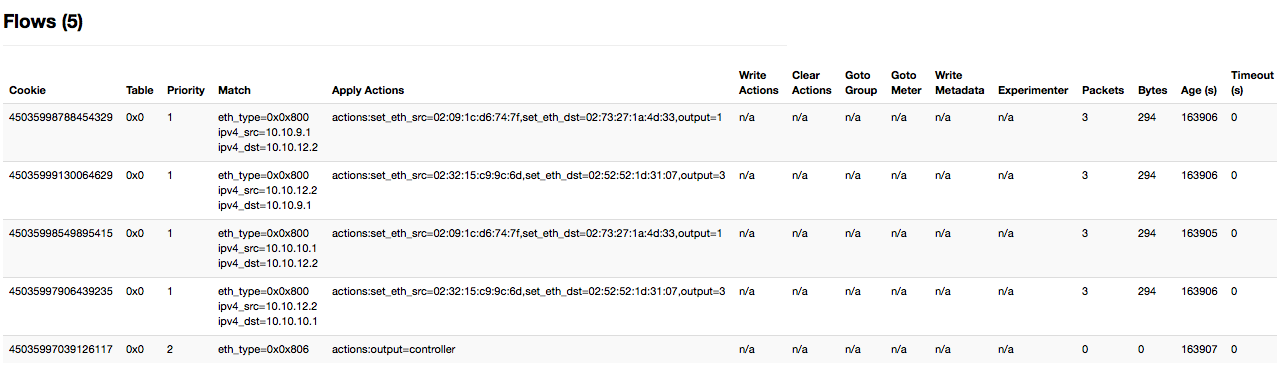 Flows (5)
Write Clear Goto Goto Write Timeout
Cookie Table Priority Match Apply Actions Actions Actions Group Meter Metadata Experimenter Packets Bytes Age (s) (s)
45035998788454329 0x0 1 eth_type=0x0x800 actions:set_eth_src=02:09:1c:d6:74:7f,set_eth_dst=02:73:27:1a:4d:33,output=1 n/a n/a n/a n/a n/a n/a 3 294 163906 0
ipv4_src=10.10.9.1
ipv4_dst=10.10.12.2
45035999130064629 0x0 1 eth_type=0x0x800 actions:set_eth_src=02:32:15:c9:9c:6d,set_eth_dst=02:52:52:1d:31:07,output=3 n/a n/a n/a n/a n/a n/a 3 294 163906 0
ipv4_src=10.10.12.2
ipv4_dst=10.10.9.1
45035998549895415 0x0 1 eth_type=0x0x800 actions:set_eth_src=02:09:1c:d6:74:7f,set_eth_dst=02:73:27:1a:4d:33,output=1 n/a n/a n/a n/a n/a n/a 3 294 163905 0
ipv4_src=10.10.10.1
ipv4_dst=10.10.12.2
45035997906439235 0x0 1 eth_type=0x0x800 actions:set_eth_src=02:32:15:c9:9c:6d,set_eth_dst=02:52:52:1d:31:07,output=3 n/a n/a n/a n/a n/a n/a 3 294 163906 0
ipv4_src=10.10.12.2
ipv4_dst=10.10.10.1
45035997039126117 0x0 2 eth_type=0x0x806 actions:output=controller n/a n/a n/a n/a n/a n/a 0 0 163907 0